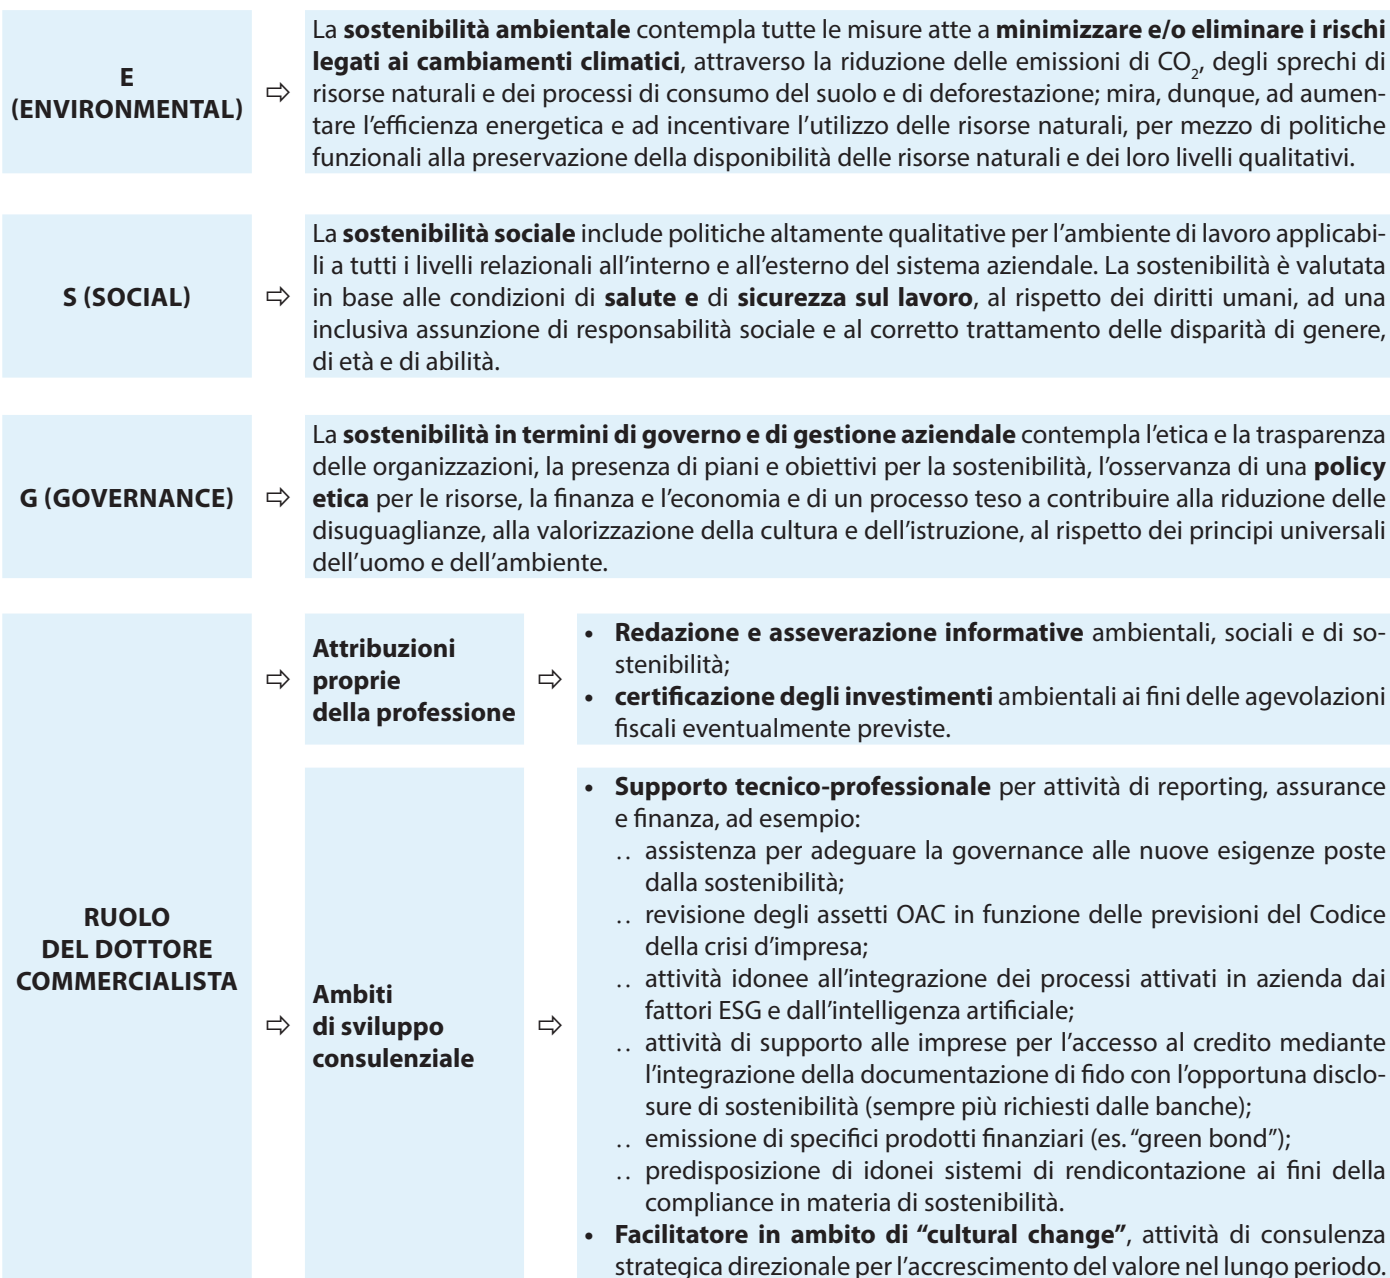 E
(ENVIRONMENTAL)
⇨
La sostenibilità ambientale contempla tutte le misure atte a minimizzare e/o eliminare i rischi
legati ai cambiamenti climatici, attraverso la riduzione delle emissioni di CO2, degli sprechi di
risorse naturali e dei processi di consumo del suolo e di deforestazione; mira, dunque, ad aumen-
tare l'efficienza energetica e ad incentivare l'utilizzo delle risorse naturali, per mezzo di politiche
funzionali alla preservazione della disponibilità delle risorse naturali e dei loro livelli qualitativi.
S (SOCIAL)
⇨
La sostenibilità sociale include politiche altamente qualitative per l'ambiente di lavoro applicabi-
li a tutti i livelli relazionali all'interno e all'esterno del sistema aziendale. La sostenibilità è valutata
in base alle condizioni di salute e di sicurezza sul lavoro, al rispetto dei diritti umani, ad una
inclusiva assunzione di responsabilità sociale e al corretto trattamento delle disparità di genere,
di età e di abilità.
G (GOVERNANCE)
⇨
La sostenibilità in termini di governo e di gestione aziendale contempla l'etica e la trasparenza
delle organizzazioni, la presenza di piani e obiettivi per la sostenibilità, l'osservanza di una policy
etica per le risorse, la finanza e l'economia e di un processo teso a contribuire alla riduzione delle
disuguaglianze, alla valorizzazione della cultura e dell'istruzione, al rispetto dei principi universali
dell'uomo e dell'ambiente.
RUOLO
DEL DOTTORE
COMMERCIALISTA
⇨
Attribuzioni
proprie
della professione
⇨
• Redazione e asseverazione informative ambientali, sociali e di so-
stenibilità;
• certificazione degli investimenti ambientali ai fini delle agevolazioni
fiscali eventualmente previste.
⇨
Ambiti
di sviluppo
consulenziale
⇨
• Supporto tecnico-professionale per attività di reporting, assurance
e finanza, ad esempio:
.. assistenza per adeguare la governance alle nuove esigenze poste
dalla sostenibilità;
.. revisione degli assetti OAC in funzione delle previsioni del Codice
della crisi d'impresa;
.. attività idonee all'integrazione dei processi attivati in azienda dai
fattori ESG e dall'intelligenza artificiale;
.. attività di supporto alle imprese per l'accesso al credito mediante
l'integrazione della documentazione di fido con l'opportuna disclo-
sure di sostenibilità (sempre più richiesti dalle banche);
.. emissione di specifici prodotti finanziari (es. "green bond");
.. predisposizione di idonei sistemi di rendicontazione ai fini della
compliance in materia di sostenibilità.
• Facilitatore in ambito di "cultural change", attività di consulenza
strategica direzionale per l'accrescimento del valore nel lungo periodo.